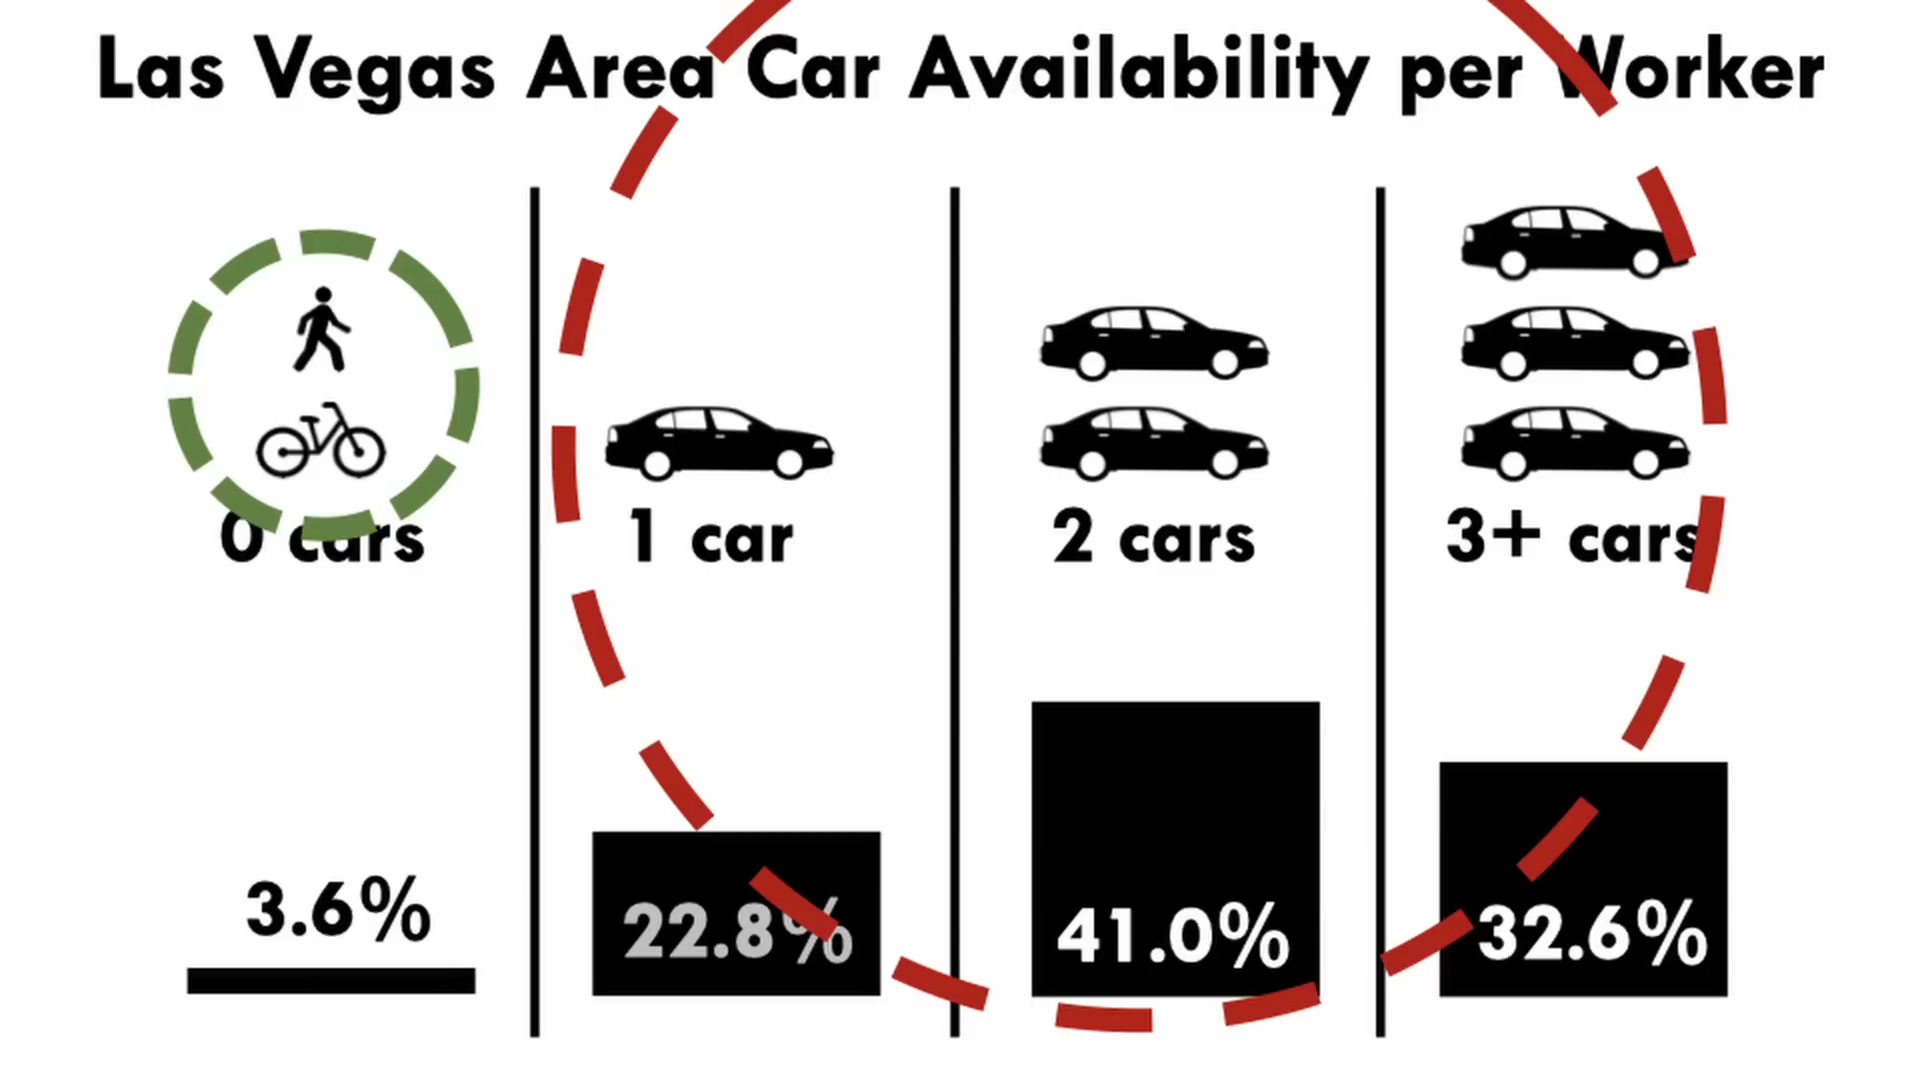 Las Vegas Area Car Availability per Worker
0 cars
1 car
2 cars
3+ cars
3.6%
22.8%
41.0%
32.6%